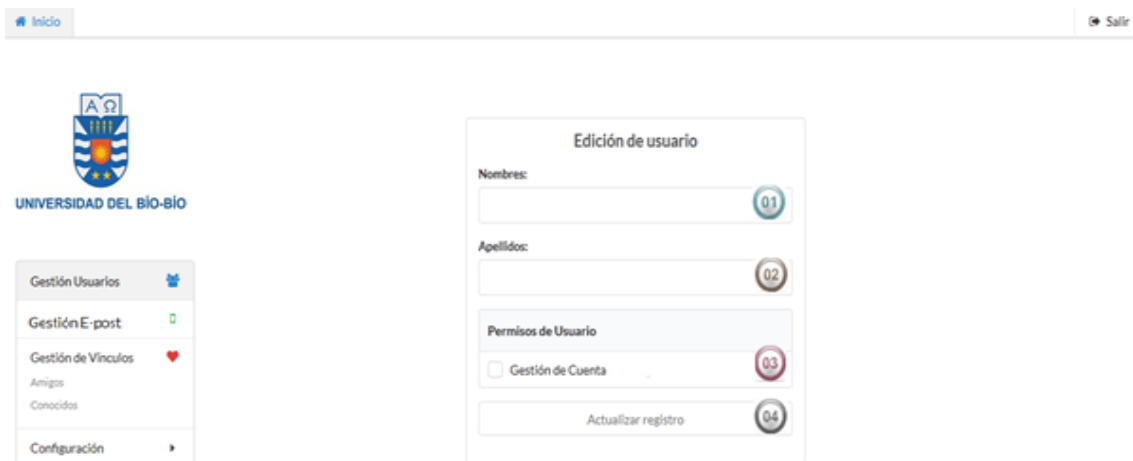 Inicio
Salir
ΑΩ
UNIVERSIDAD DEL BÍO-BÍO
Gestión Usuarios
Gestión E-post
Gestión de Vínculos
Amigos
Conocidos
Configuración
Edición de usuario
Nombres:
01
Apellidos:
02
Permisos de Usuario
Gestión de Cuenta
03
Actualizar registro
04